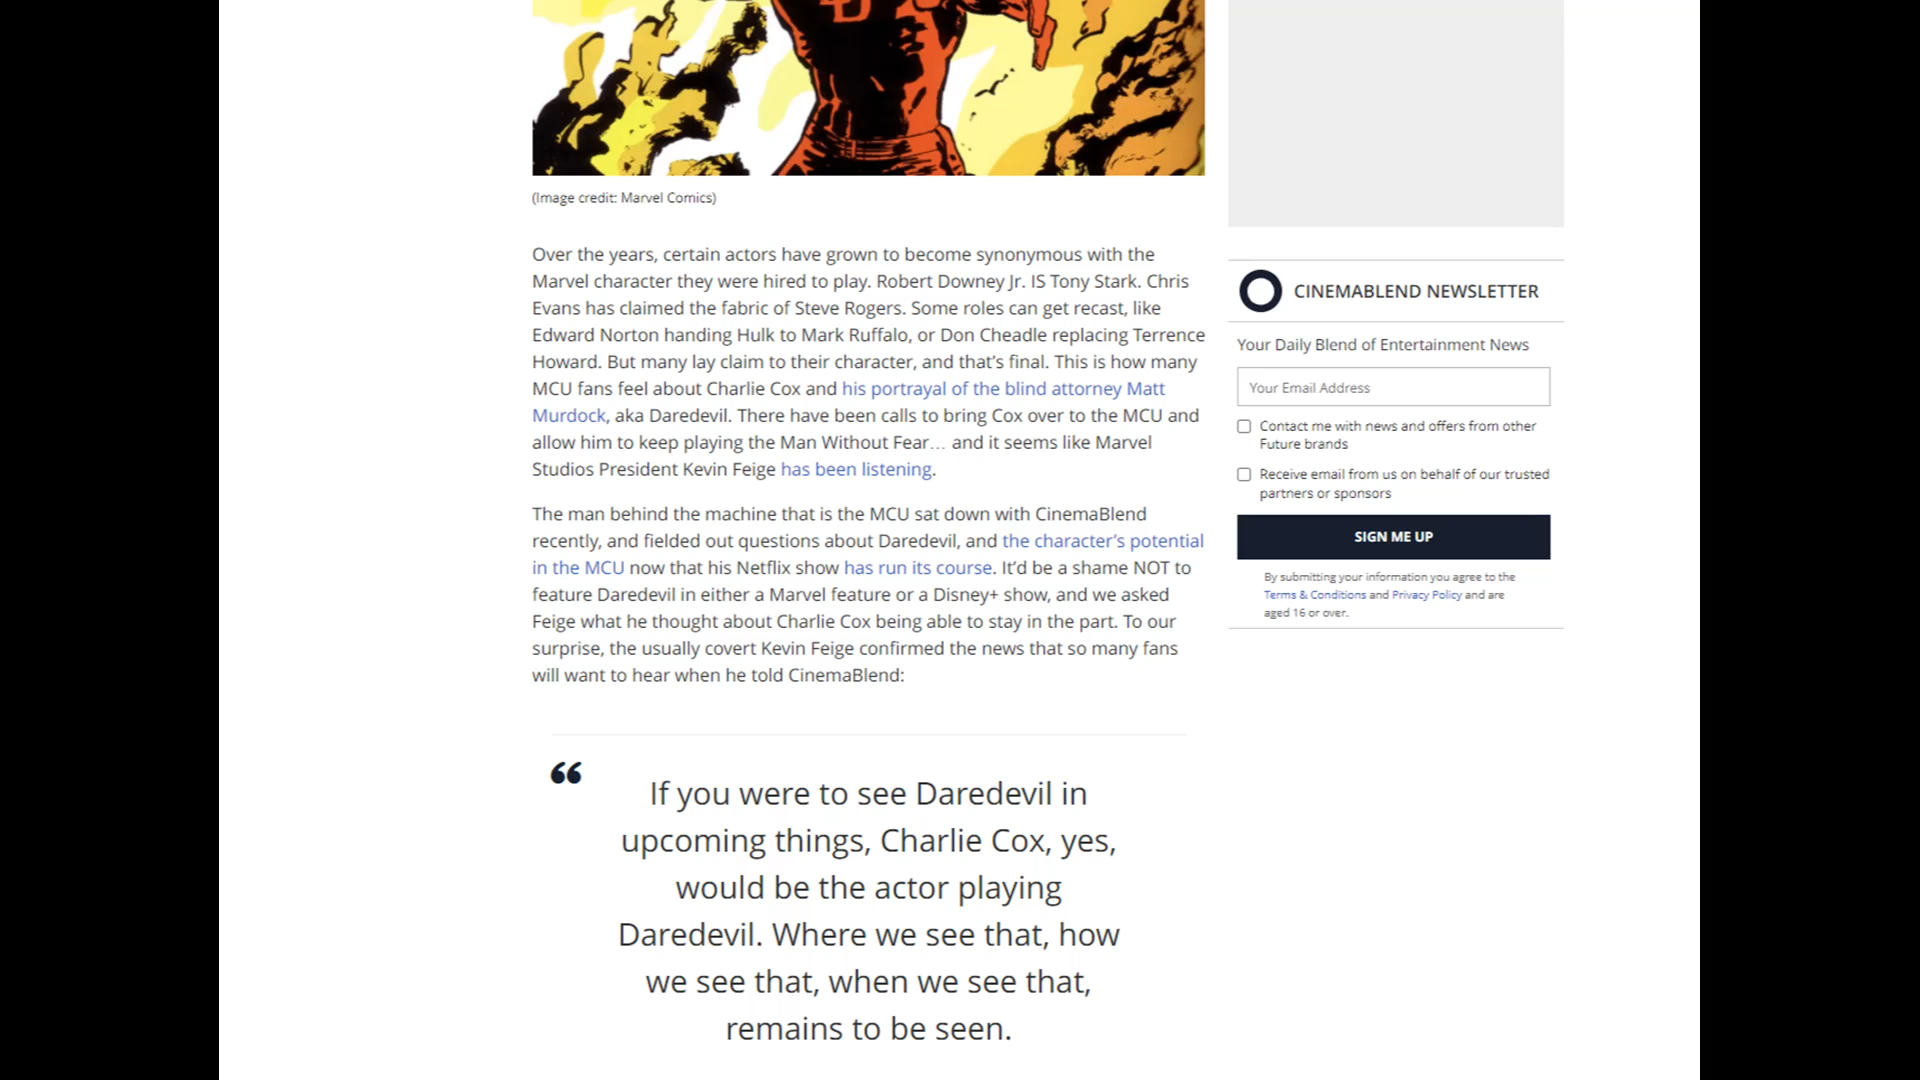 D
(Image credit: Marvel Comics)
Over the years, certain actors have grown to become synonymous with the
Marvel character they were hired to play. Robert Downey Jr. IS Tony Stark. Chris
Evans has claimed the fabric of Steve Rogers. Some roles can get recast, like
Edward Norton handing Hulk to Mark Ruffalo, or Don Cheadle replacing Terrence
Howard. But many lay claim to their character, and that's final. This is how many
MCU fans feel about Charlie Cox and his portrayal of the blind attorney Matt
Murdock, aka Daredevil. There have been calls to bring Cox over to the MCU and
allow him to keep playing the Man Without Fear… and it seems like Marvel
Studios President Kevin Feige has been listening.
The man behind the machine that is the MCU sat down with CinemaBlend
recently, and fielded out questions about Daredevil, and the character's potential
in the MCU now that his Netflix show has run its course. It'd be a shame NOT to
feature Daredevil in either a Marvel feature or a Disney+ show, and we asked
Feige what he thought about Charlie Cox being able to stay in the part. To our
surprise, the usually covert Kevin Feige confirmed the news that so many fans
will want to hear when he told CinemaBlend:
“
If you were to see Daredevil in
upcoming things, Charlie Cox, yes,
would be the actor playing
Daredevil. Where we see that, how
we see that, when we see that,
remains to be seen.
CINEMABLEND NEWSLETTER
Your Daily Blend of Entertainment News
Your Email Address
Contact me with news and offers from other
Future brands
Receive email from us on behalf of our trusted
partners or sponsors
SIGN ME UP
By submitting your information you agree to the
Terms & Conditions and Privacy Policy and are
aged 16 or over.